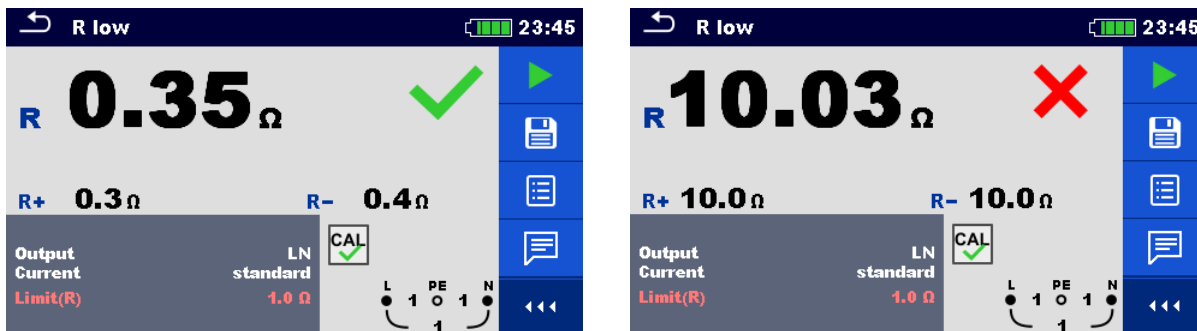 R low 23:45
R 0.35 Ω
R+ 0.3 Ω R- 0.4 Ω
Output LN
Current standard
Limit(R) 1.0 Ω
CAL
L PE N
1 1
1
R low 23:45
R 10.03 Ω
R+ 10.0 Ω R- 10.0 Ω
Output LN
Current standard
Limit(R) 1.0 Ω
CAL
L PE N
1 1
1